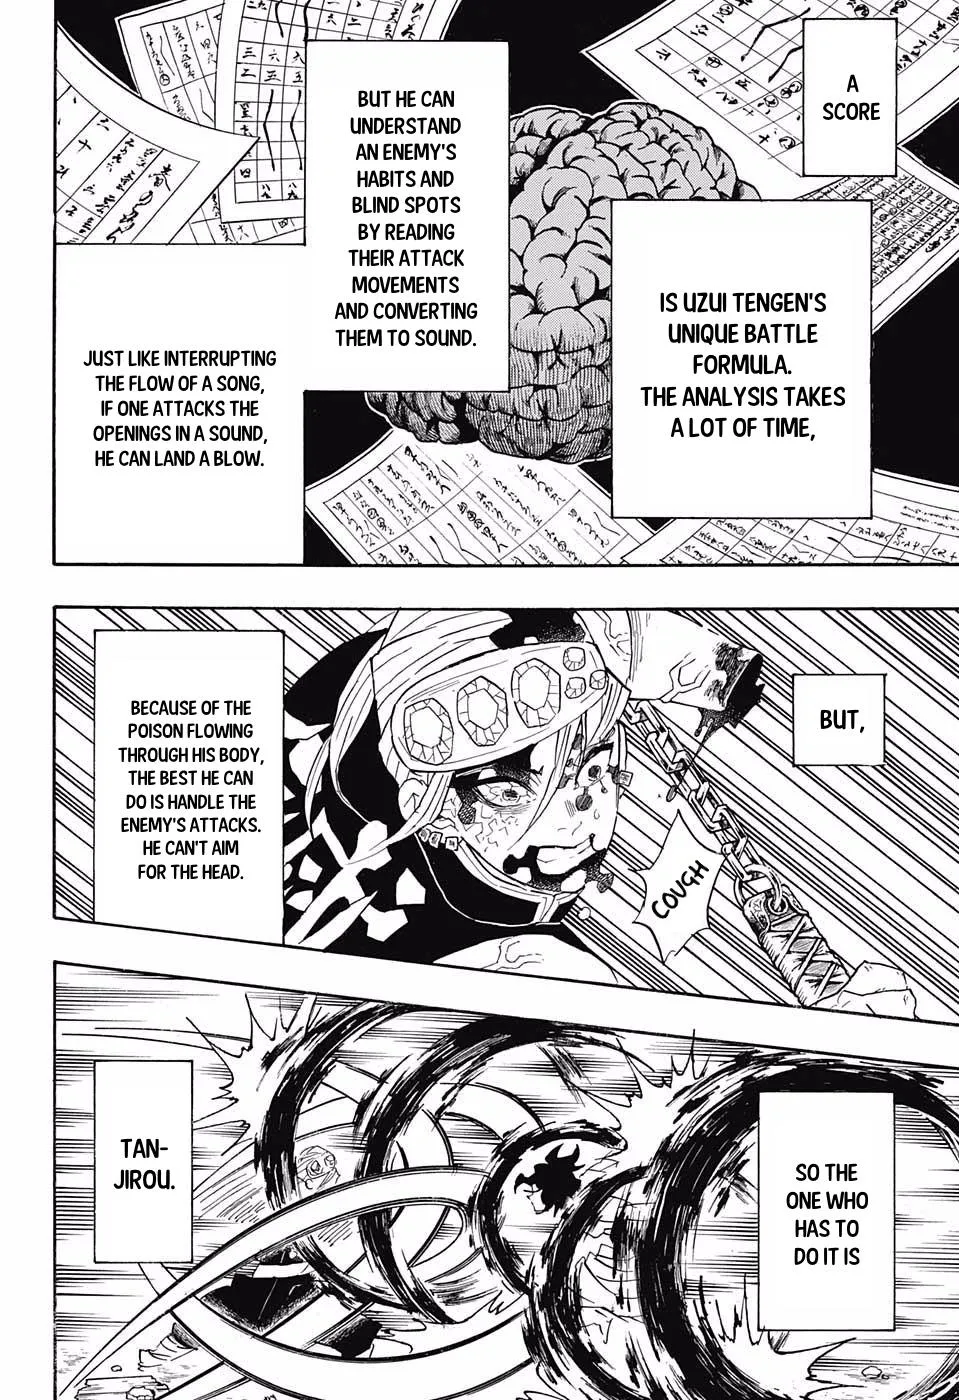 A
SCORE
IS UZUI TENGEN'S
UNIQUE BATTLE
FORMULA.
THE ANALYSIS TAKES
A LOT OF TIME,
BUT HE CAN
UNDERSTAND
AN ENEMY'S
HABITS AND
BLIND SPOTS
BY READING
THEIR ATTACK
MOVEMENTS
AND CONVERTING
THEM TO SOUND.
JUST LIKE INTERRUPTING
THE FLOW OF A SONG,
IF ONE ATTACKS THE
OPENINGS IN A SOUND,
HE CAN LAND A BLOW.
BUT,
COUGH
BECAUSE OF THE
POISON FLOWING
THROUGH HIS BODY,
THE BEST HE CAN
DO IS HANDLE THE
ENEMY'S ATTACKS.
HE CAN'T AIM
FOR THE HEAD.
SO THE
ONE WHO
HAS TO
DO IT IS
TAN-
JIROU.